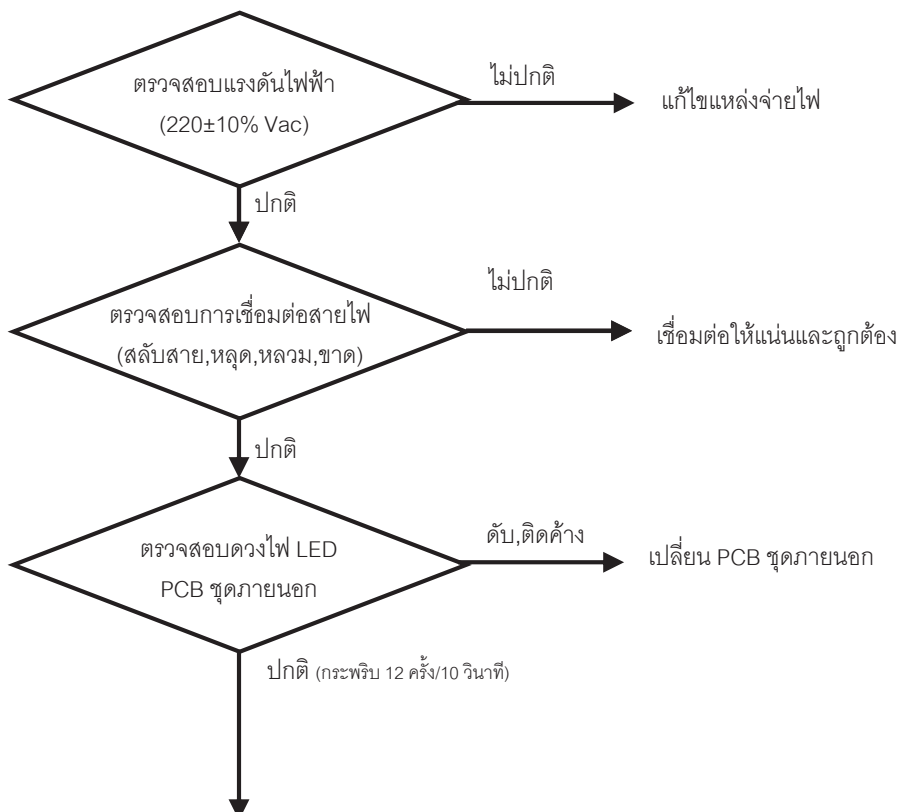 ตรวจสอบแรงดันไฟฟ้า
(220±10% Vac)
ไม่ปกติ
แก้ไขแหล่งจ่ายไฟ
ปกติ
ตรวจสอบการเชื่อมต่อสายไฟ
(สลับสาย,หลุด,หลวม,ขาด)
ไม่ปกติ
เชื่อมต่อให้แน่นและถูกต้อง
ปกติ
ตรวจสอบดวงไฟ LED
PCB ชุดภายนอก
ดับ,ติดค้าง
เปลี่ยน PCB ชุดภายนอก
ปกติ (กระพริบ 12 ครั้ง/10 วินาที)